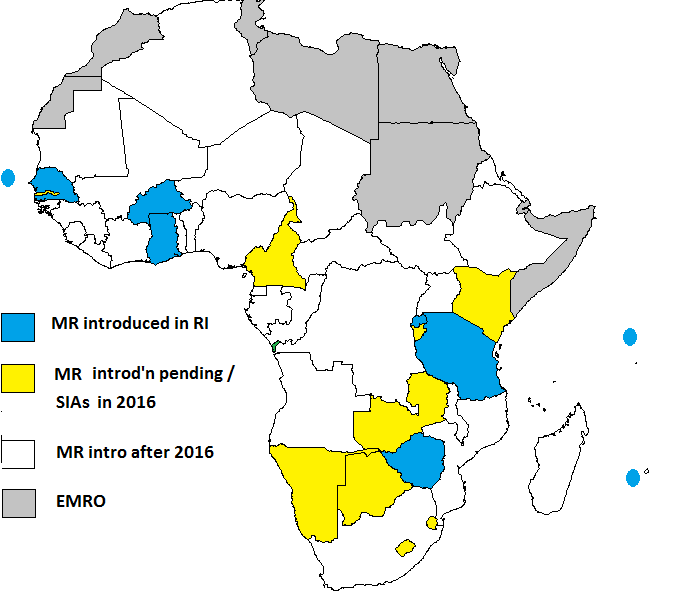 MR introduced in RI
MR introd'n pending /
SIAs in 2016
MR intro after 2016
EMRO